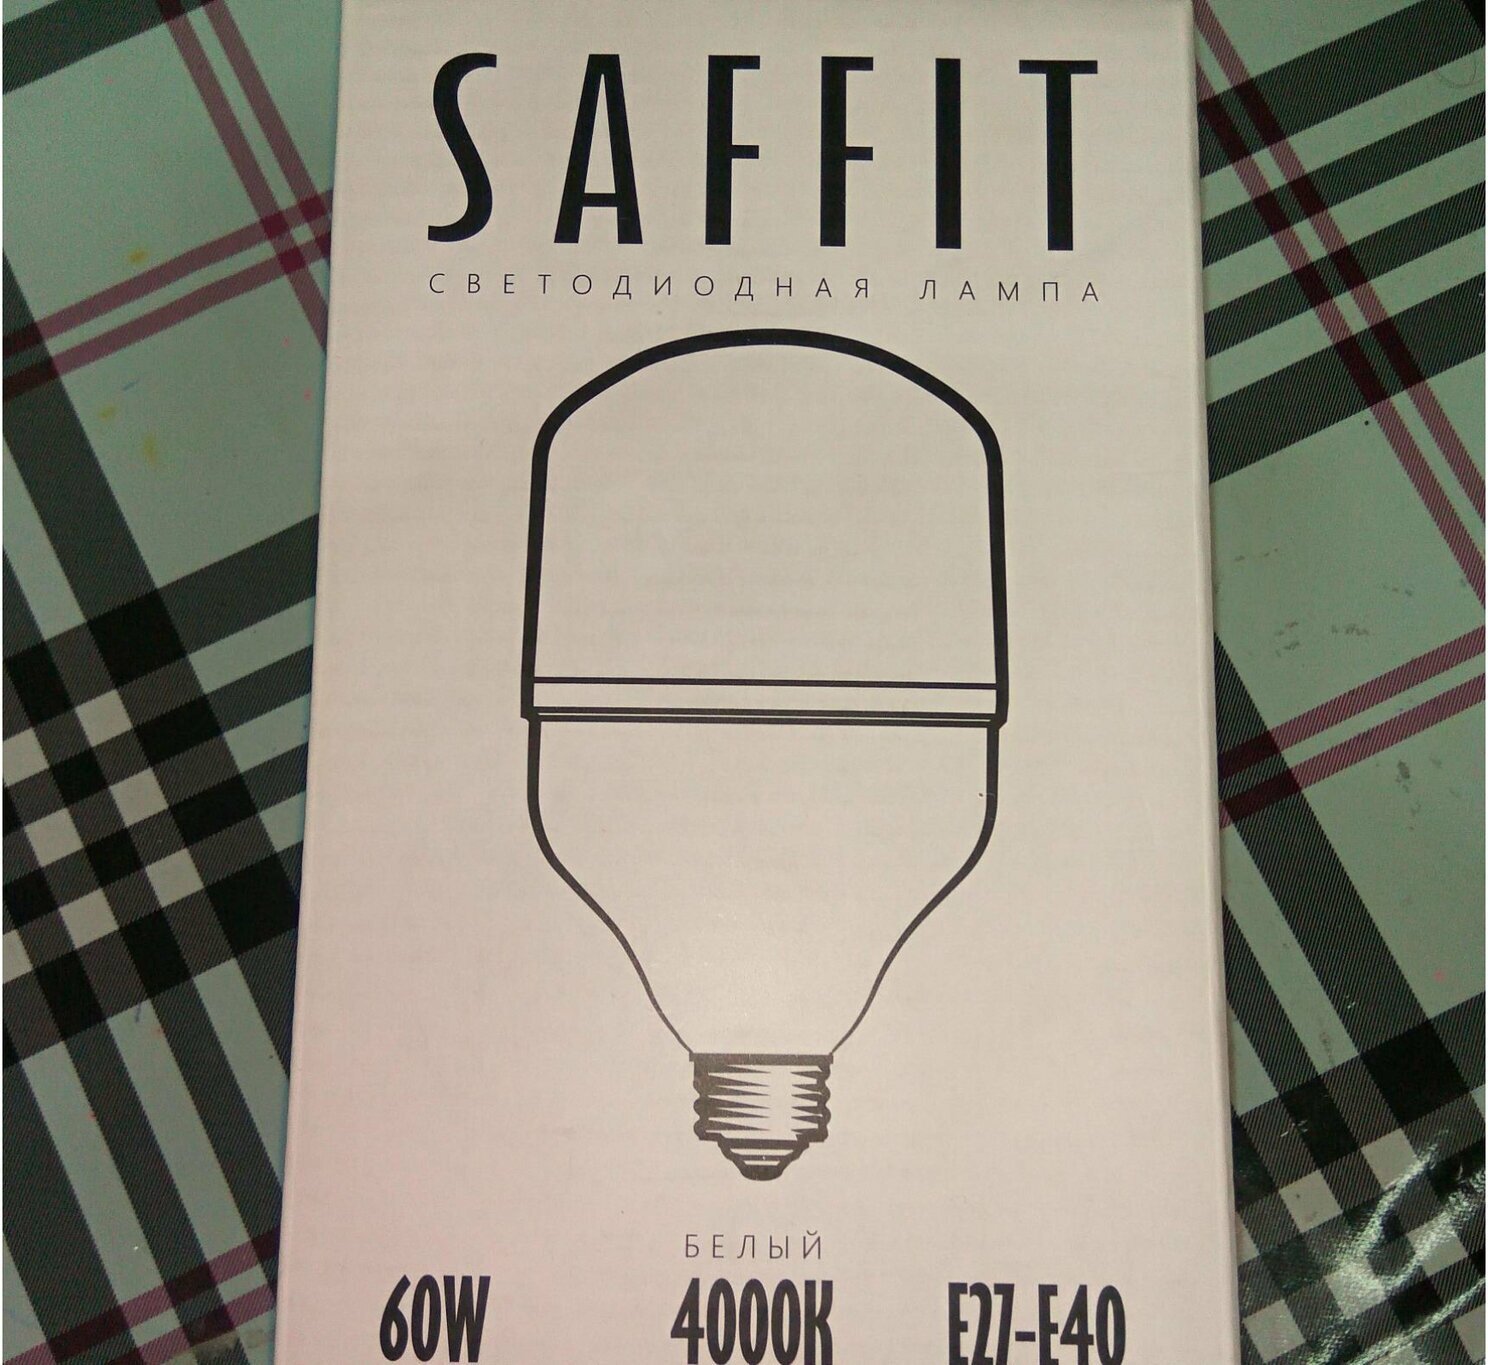 SAFFIT
СВЕТОДИОДНАЯ ЛАМПА
БЕЛЫЙ
60W 4000K E27-E40